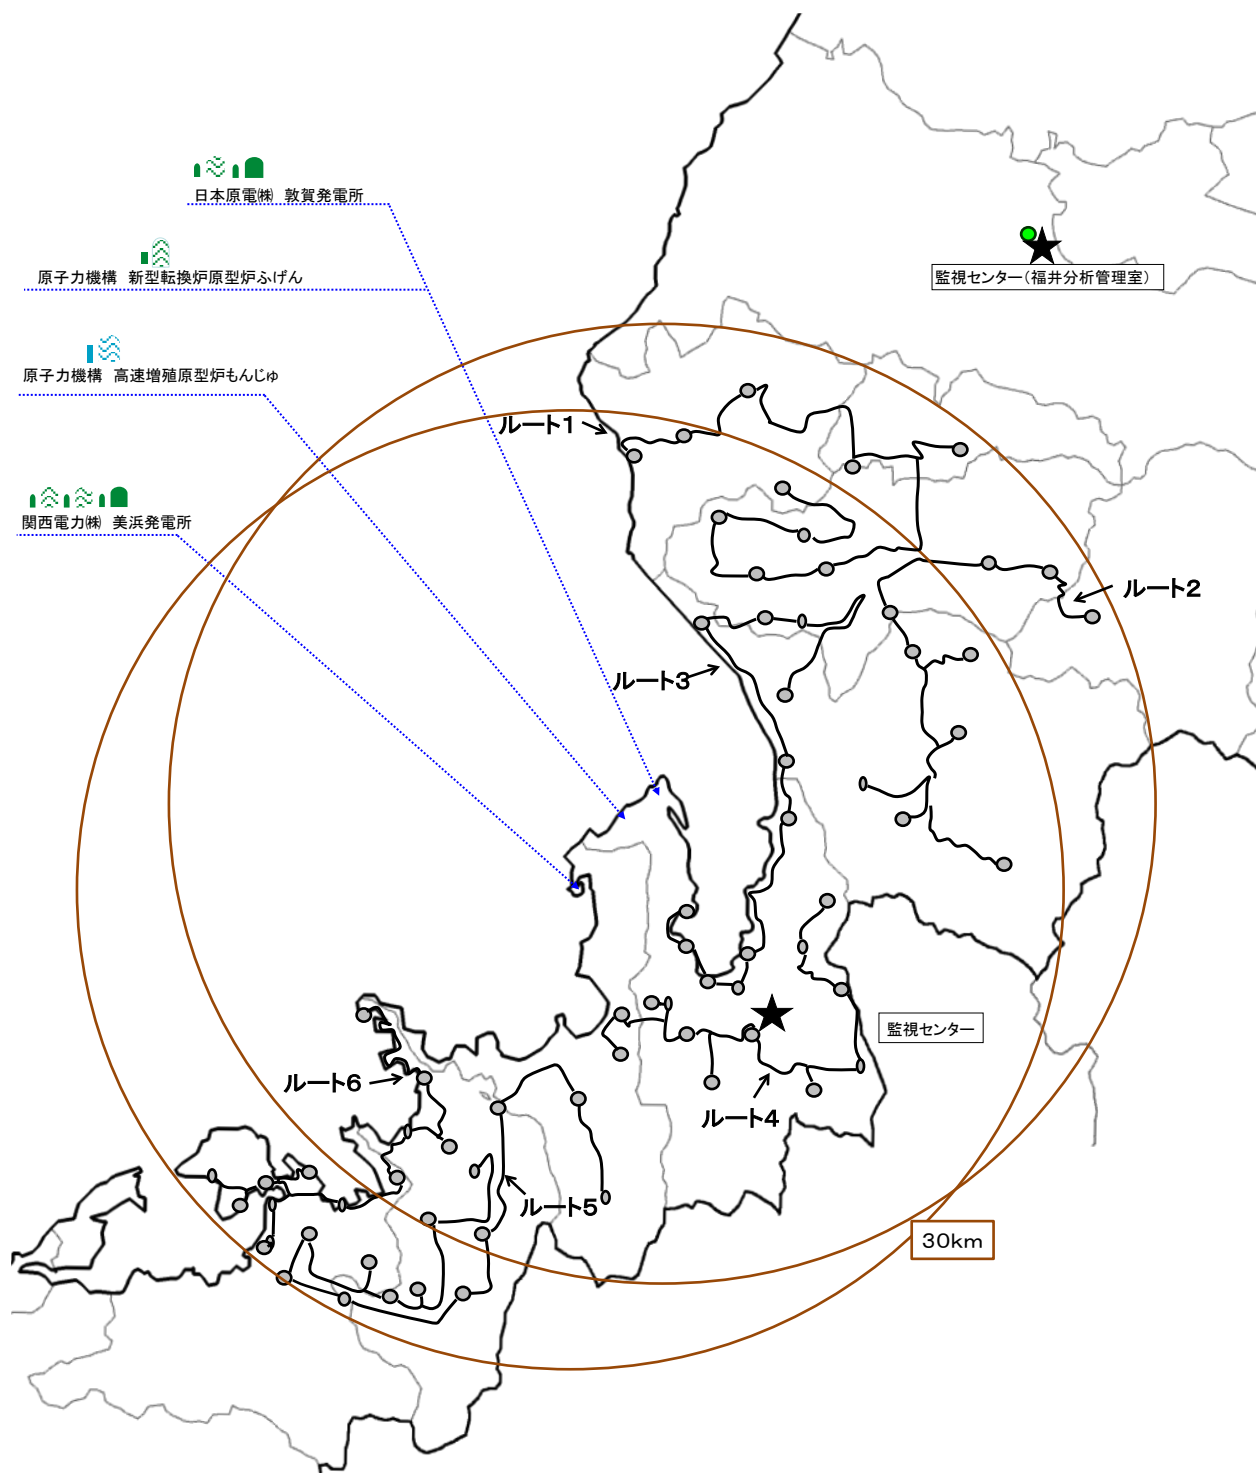 日本原電㈱ 敦賀発電所
監視センター(福井分析管理室)
原子力機構 新型転換炉原型炉ふげん
原子力機構 高速増殖原型炉もんじゅ
ルート1
関西電力㈱ 美浜発電所
ルート2
ルート3
監視センター
ルート6
ルート4
ルート5
30km